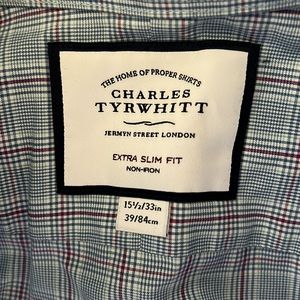 THE HOME OF PROPER SHIRTS
CHARLES
TYRWHITT
JERMYN STREET LONDON
EXTRA SLIM FIT
NON-IRON
15½/33in
39/84cm